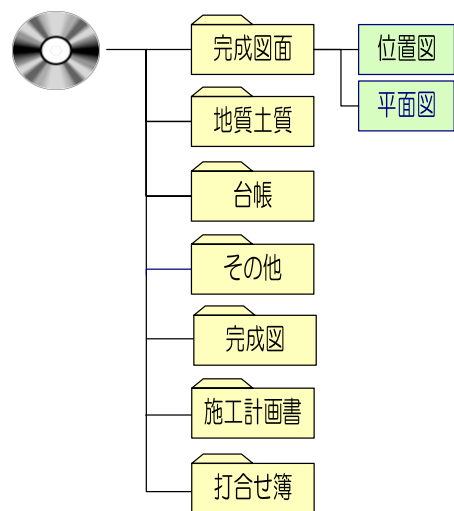 完成図面
位置図
平面図
地質土質
台帳
その他
完成図
施工計画書
打合せ簿